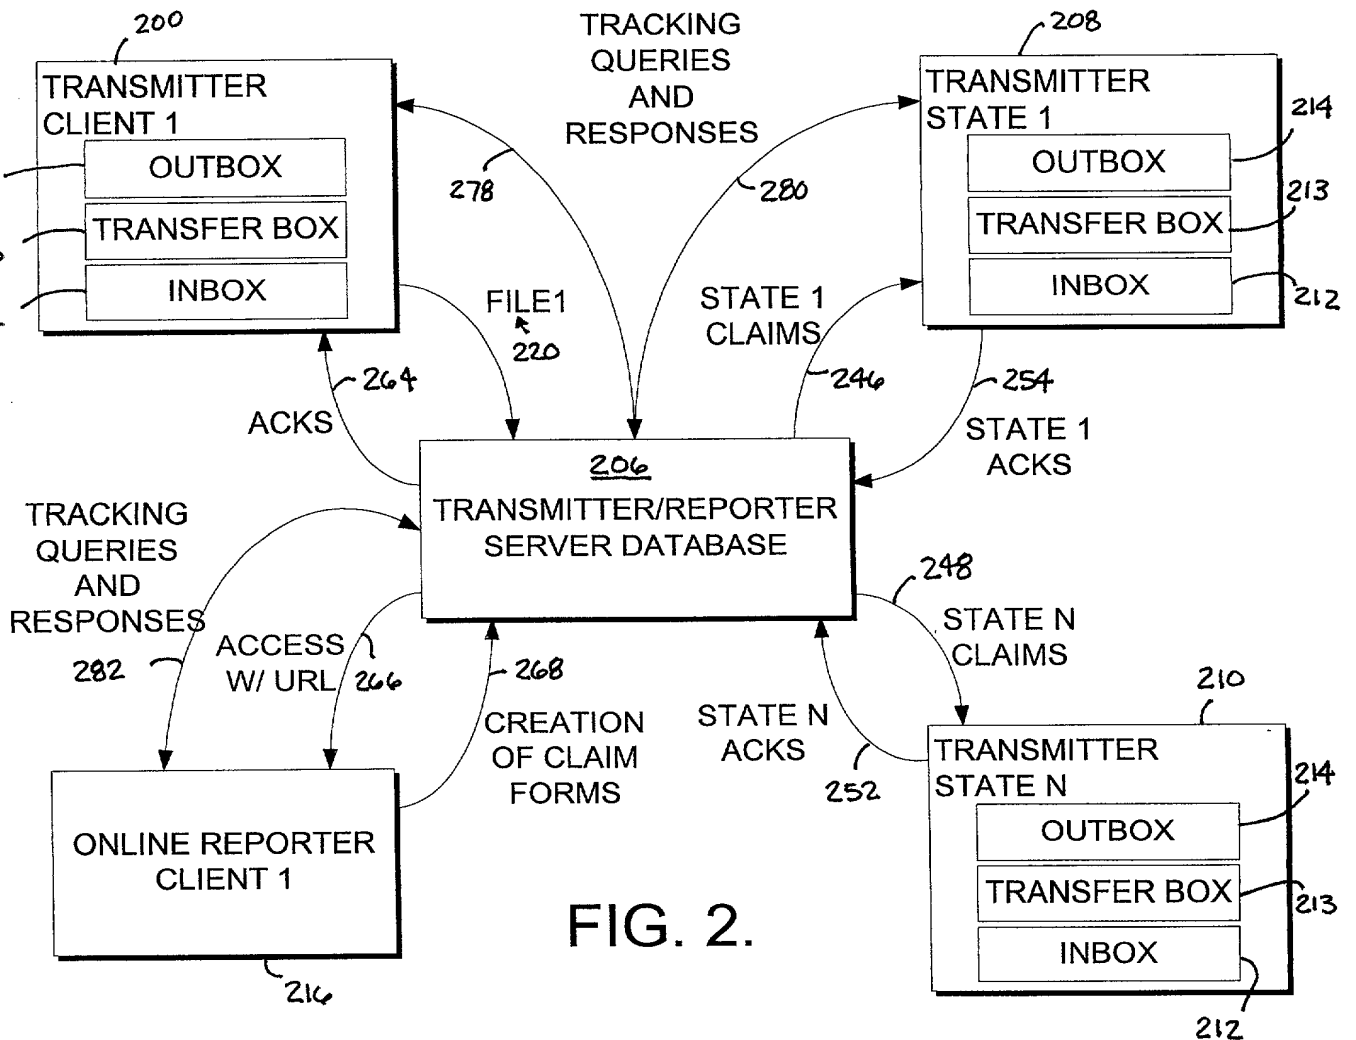 200
TRANSMITTER
CLIENT 1
OUTBOX
TRANSFER BOX
INBOX
TRACKING
QUERIES
AND
RESPONSES
278
280
208
TRANSMITTER
STATE 1
OUTBOX
214
TRANSFER BOX
213
INBOX
212
FILE1
220
STATE 1
CLAIMS
246
254
STATE 1
ACKS
264
ACKS
206
TRANSMITTER/REPORTER
SERVER DATABASE
TRACKING
QUERIES
AND
RESPONSES
282
ACCESS
W/ URL
266
268
CREATION
OF CLAIM
FORMS
248
STATE N
CLAIMS
STATE N
ACKS
252
210
TRANSMITTER
STATE N
OUTBOX
214
TRANSFER BOX
213
INBOX
212
ONLINE REPORTER
CLIENT 1
216
FIG. 2.